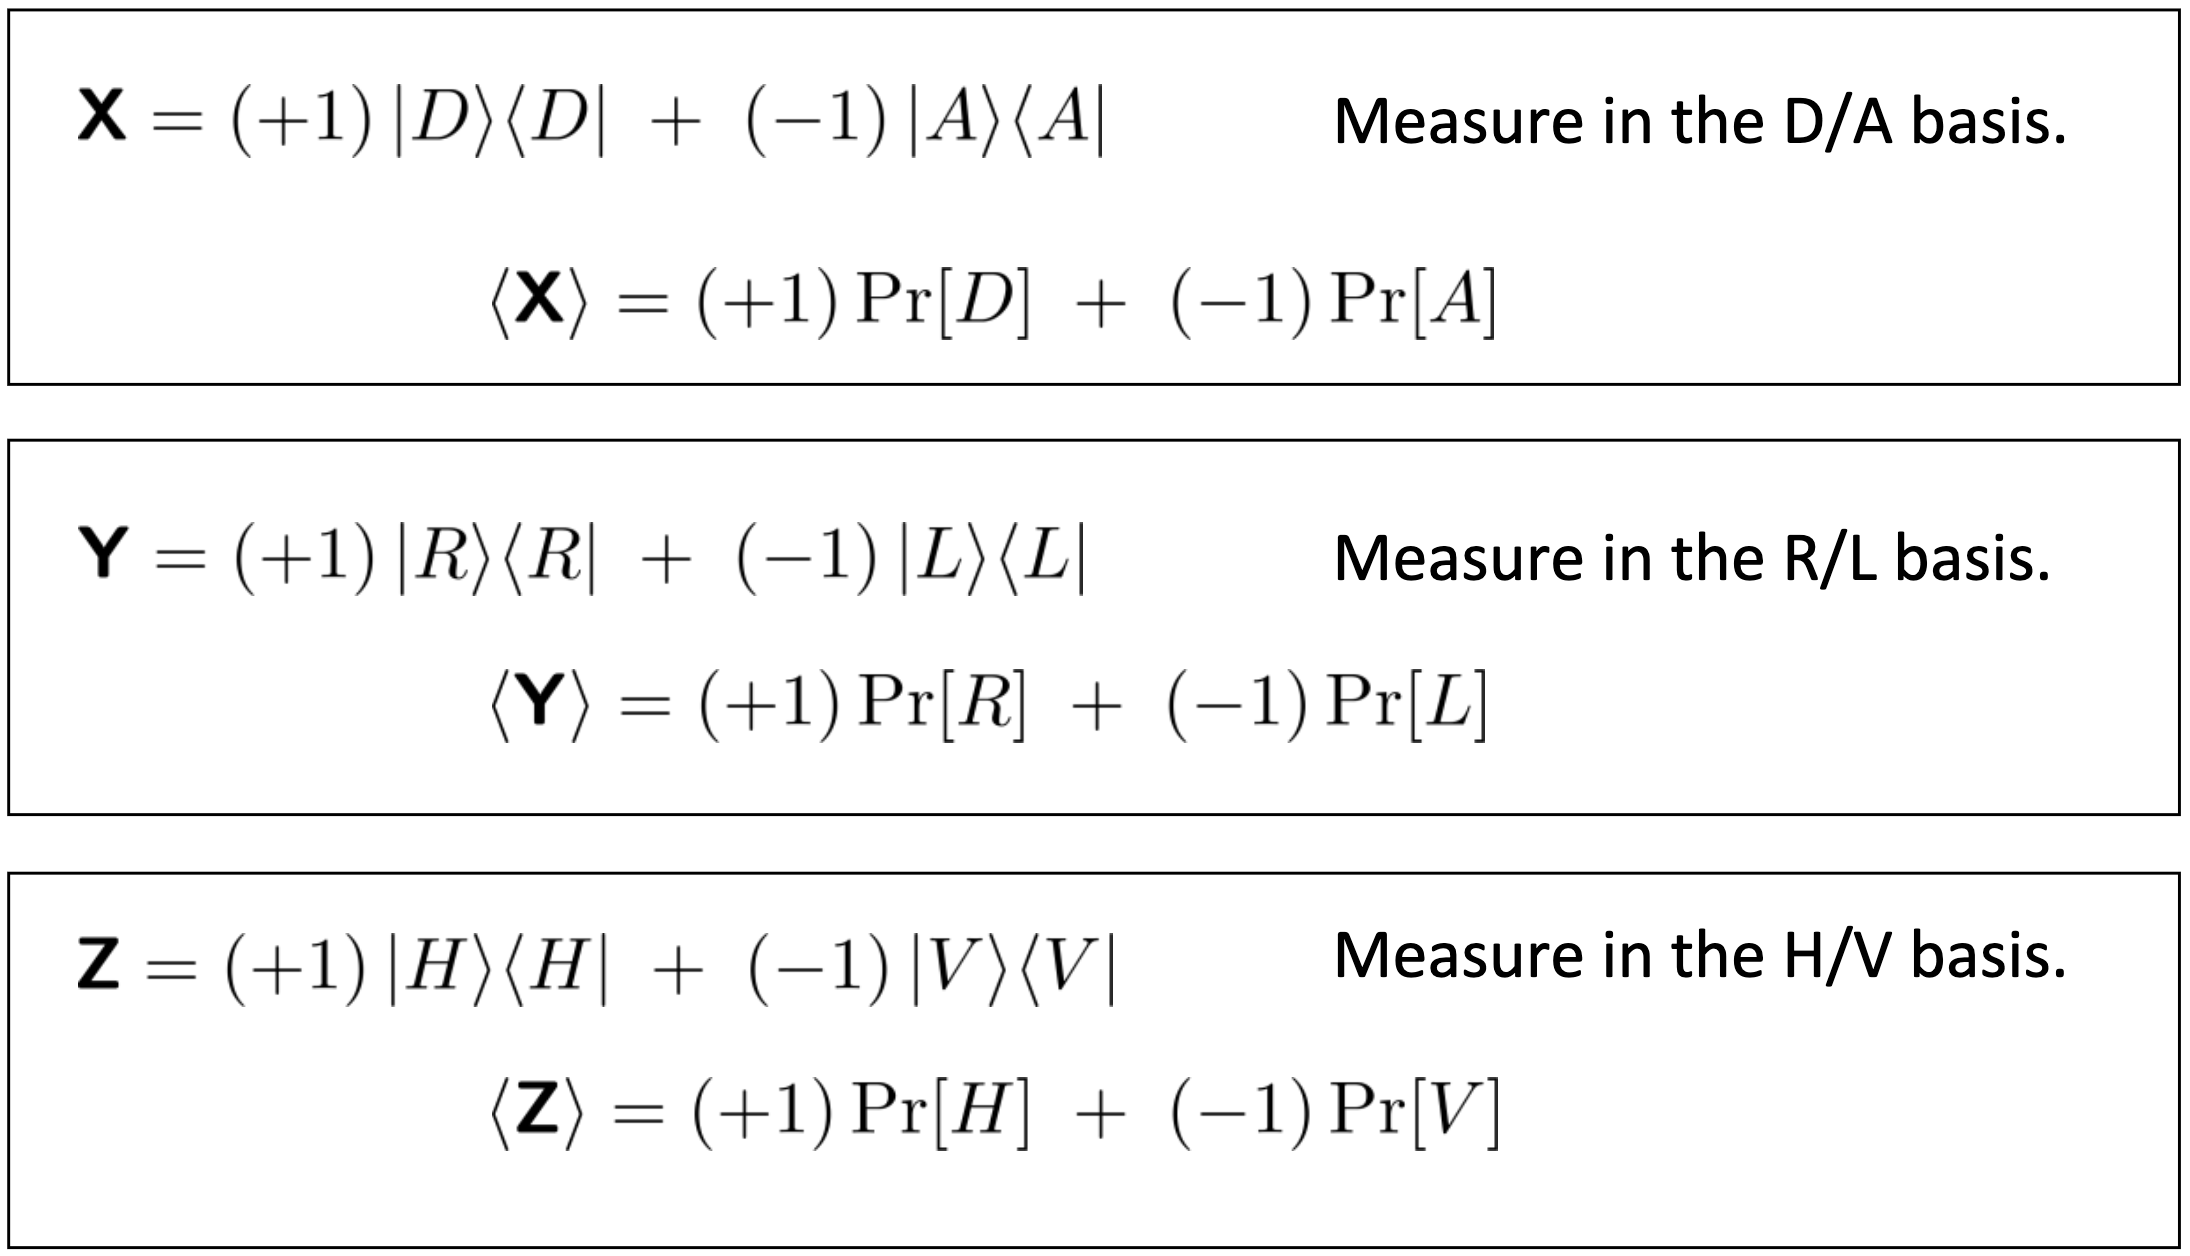 X = (+1) |D⟩⟨D| + (−1) |A⟩⟨A| Measure in the D/A basis.
⟨X⟩ = (+1) Pr[D] + (−1) Pr[A]
Y = (+1) |R⟩⟨R| + (−1) |L⟩⟨L| Measure in the R/L basis.
⟨Y⟩ = (+1) Pr[R] + (−1) Pr[L]
Z = (+1) |H⟩⟨H| + (−1) |V⟩⟨V| Measure in the H/V basis.
⟨Z⟩ = (+1) Pr[H] + (−1) Pr[V]